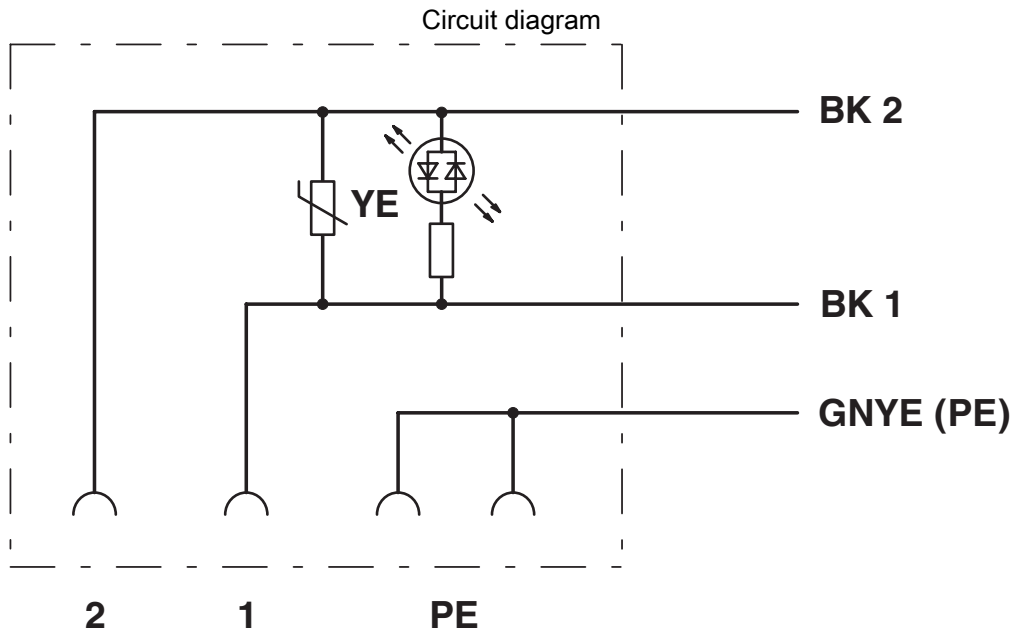 Circuit diagram
BK 2
YE
BK 1
GNYE (PE)
2 1 PE